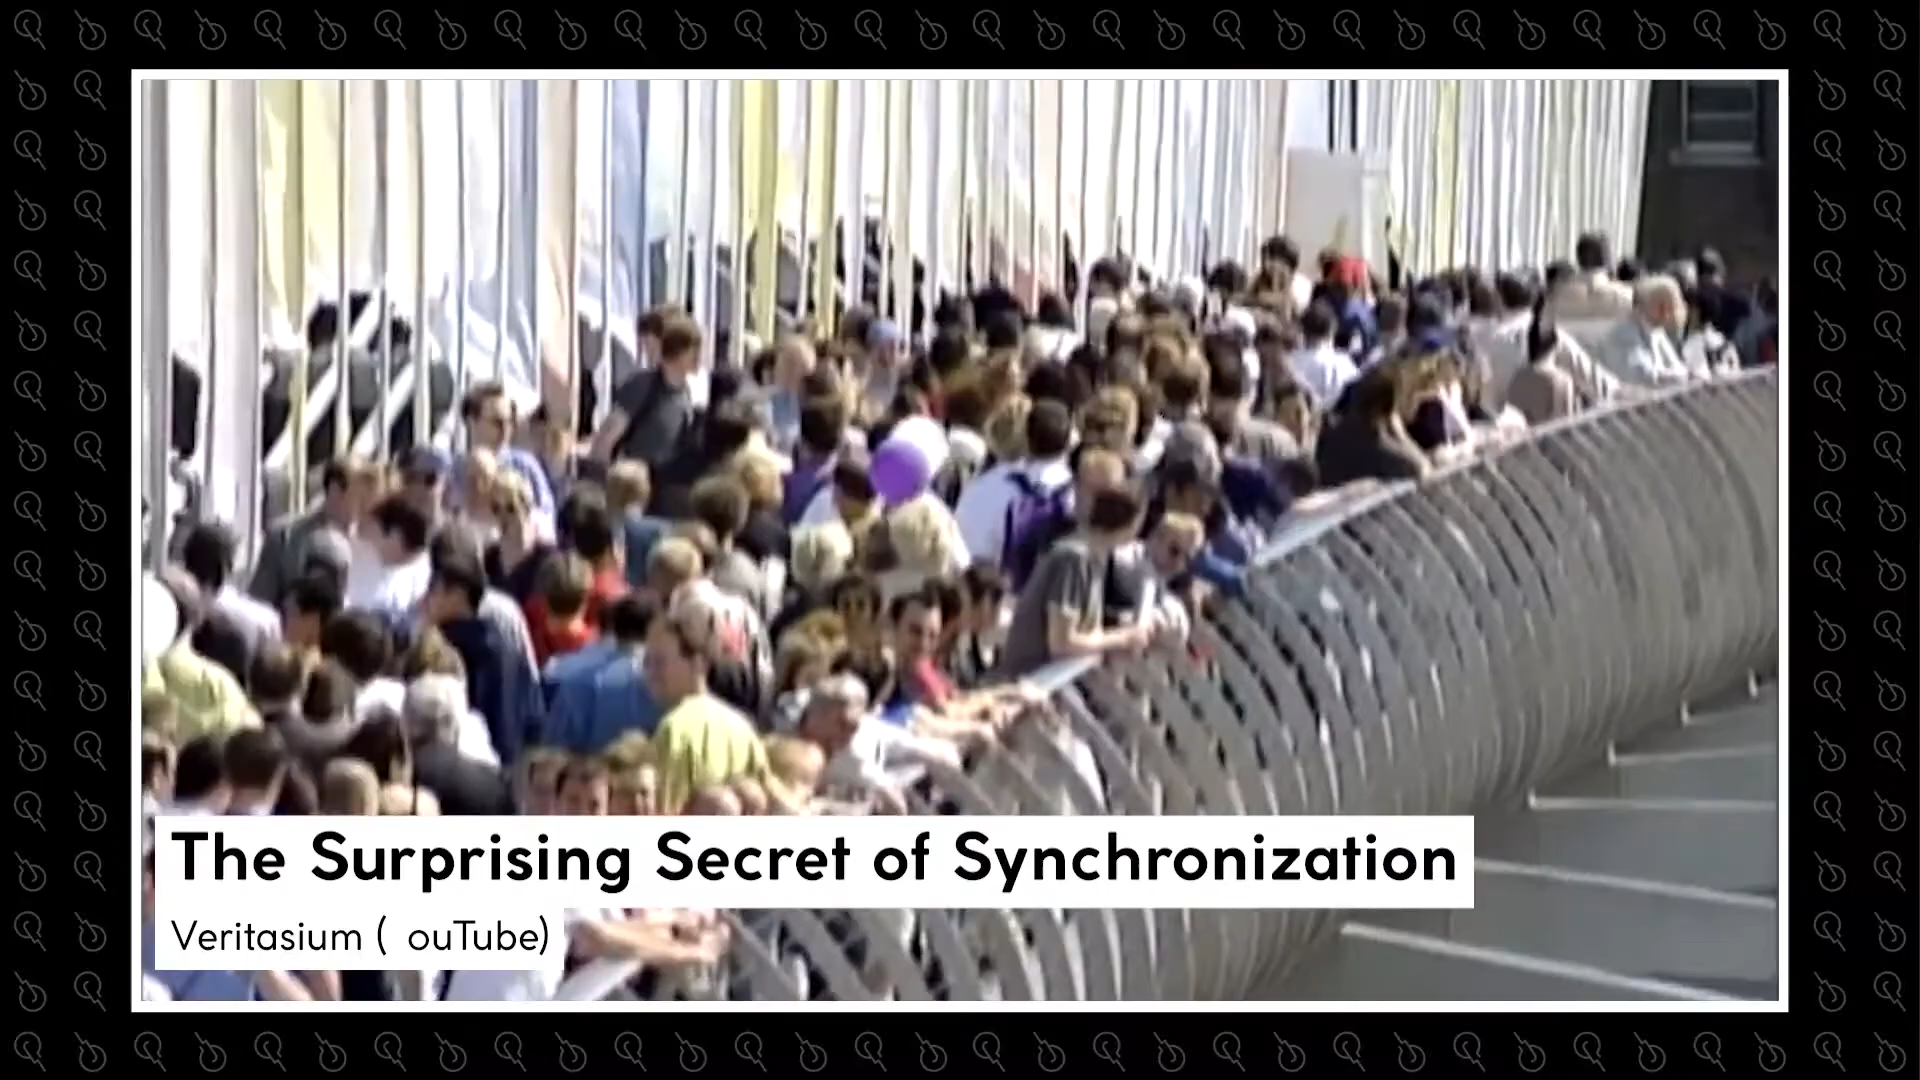 The Surprising Secret of Synchronization
Veritasium ( ouTube)